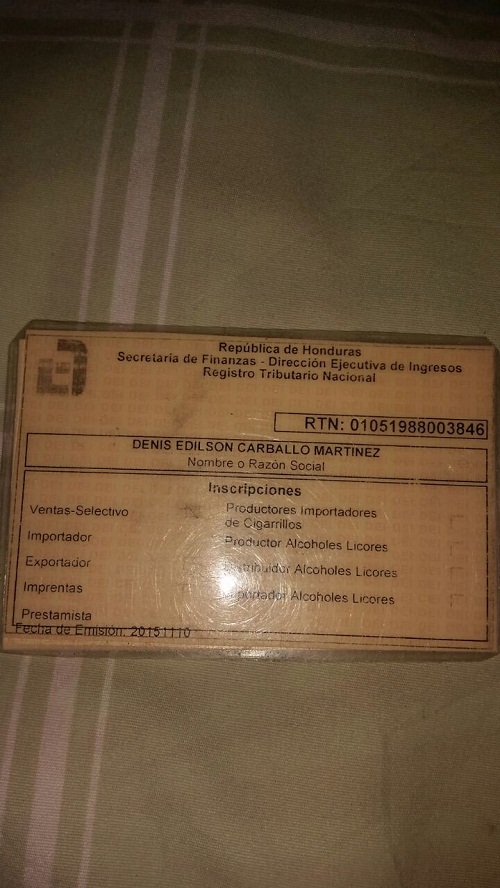 República de Honduras
Secretaría de Finanzas - Dirección Ejecutiva de Ingresos
Registro Tributario Nacional
RTN: 01051988003846
DENIS EDILSON CARBALLO MARTINEZ
Nombre o Razón Social
Inscripciones
Ventas-Selectivo
Productores Importadores
de Cigarrillos
Importador
Productor Alcoholes Licores
Exportador
Distribuidor Alcoholes Licores
Imprentas
Importador Alcoholes Licores
Prestamista
Fecha de Emisión: 20151110